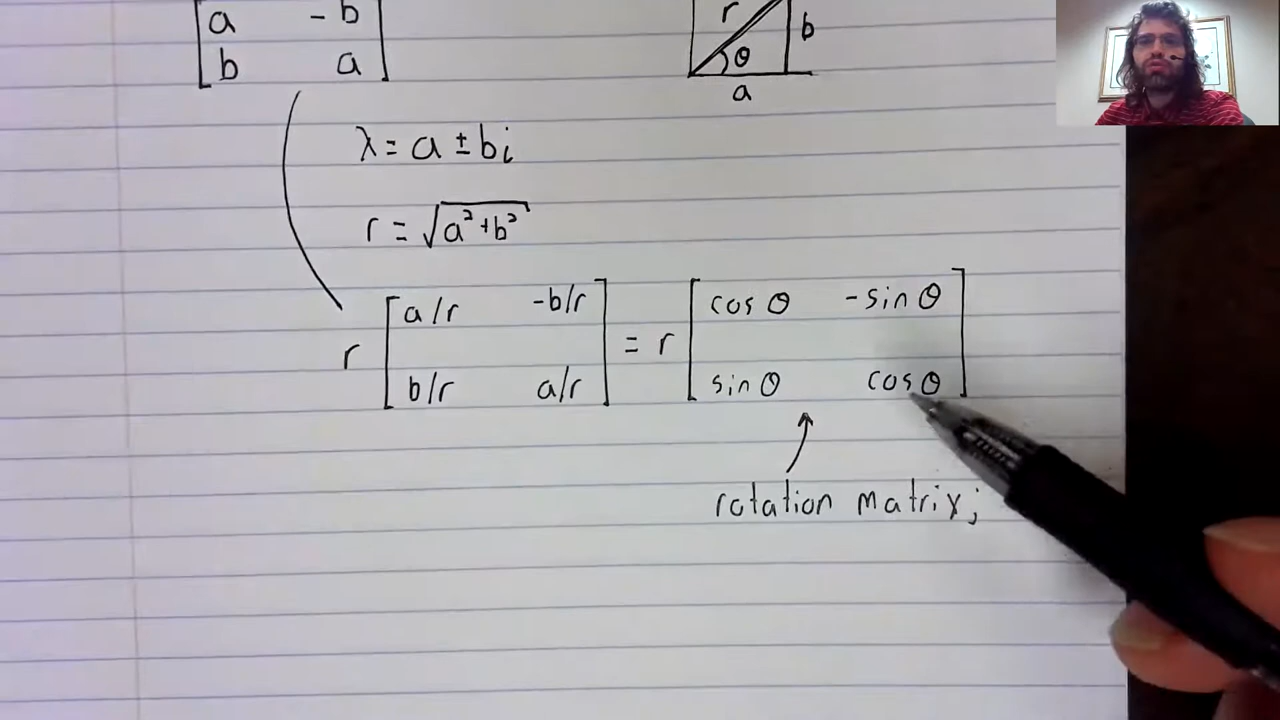 a -b
b a
r
θ
b
a
λ = a ± bi
r = √a²+b²
r [a/r -b/r
b/r a/r] = r [cos θ -sin θ
sin θ cos θ]
rotation matrix;